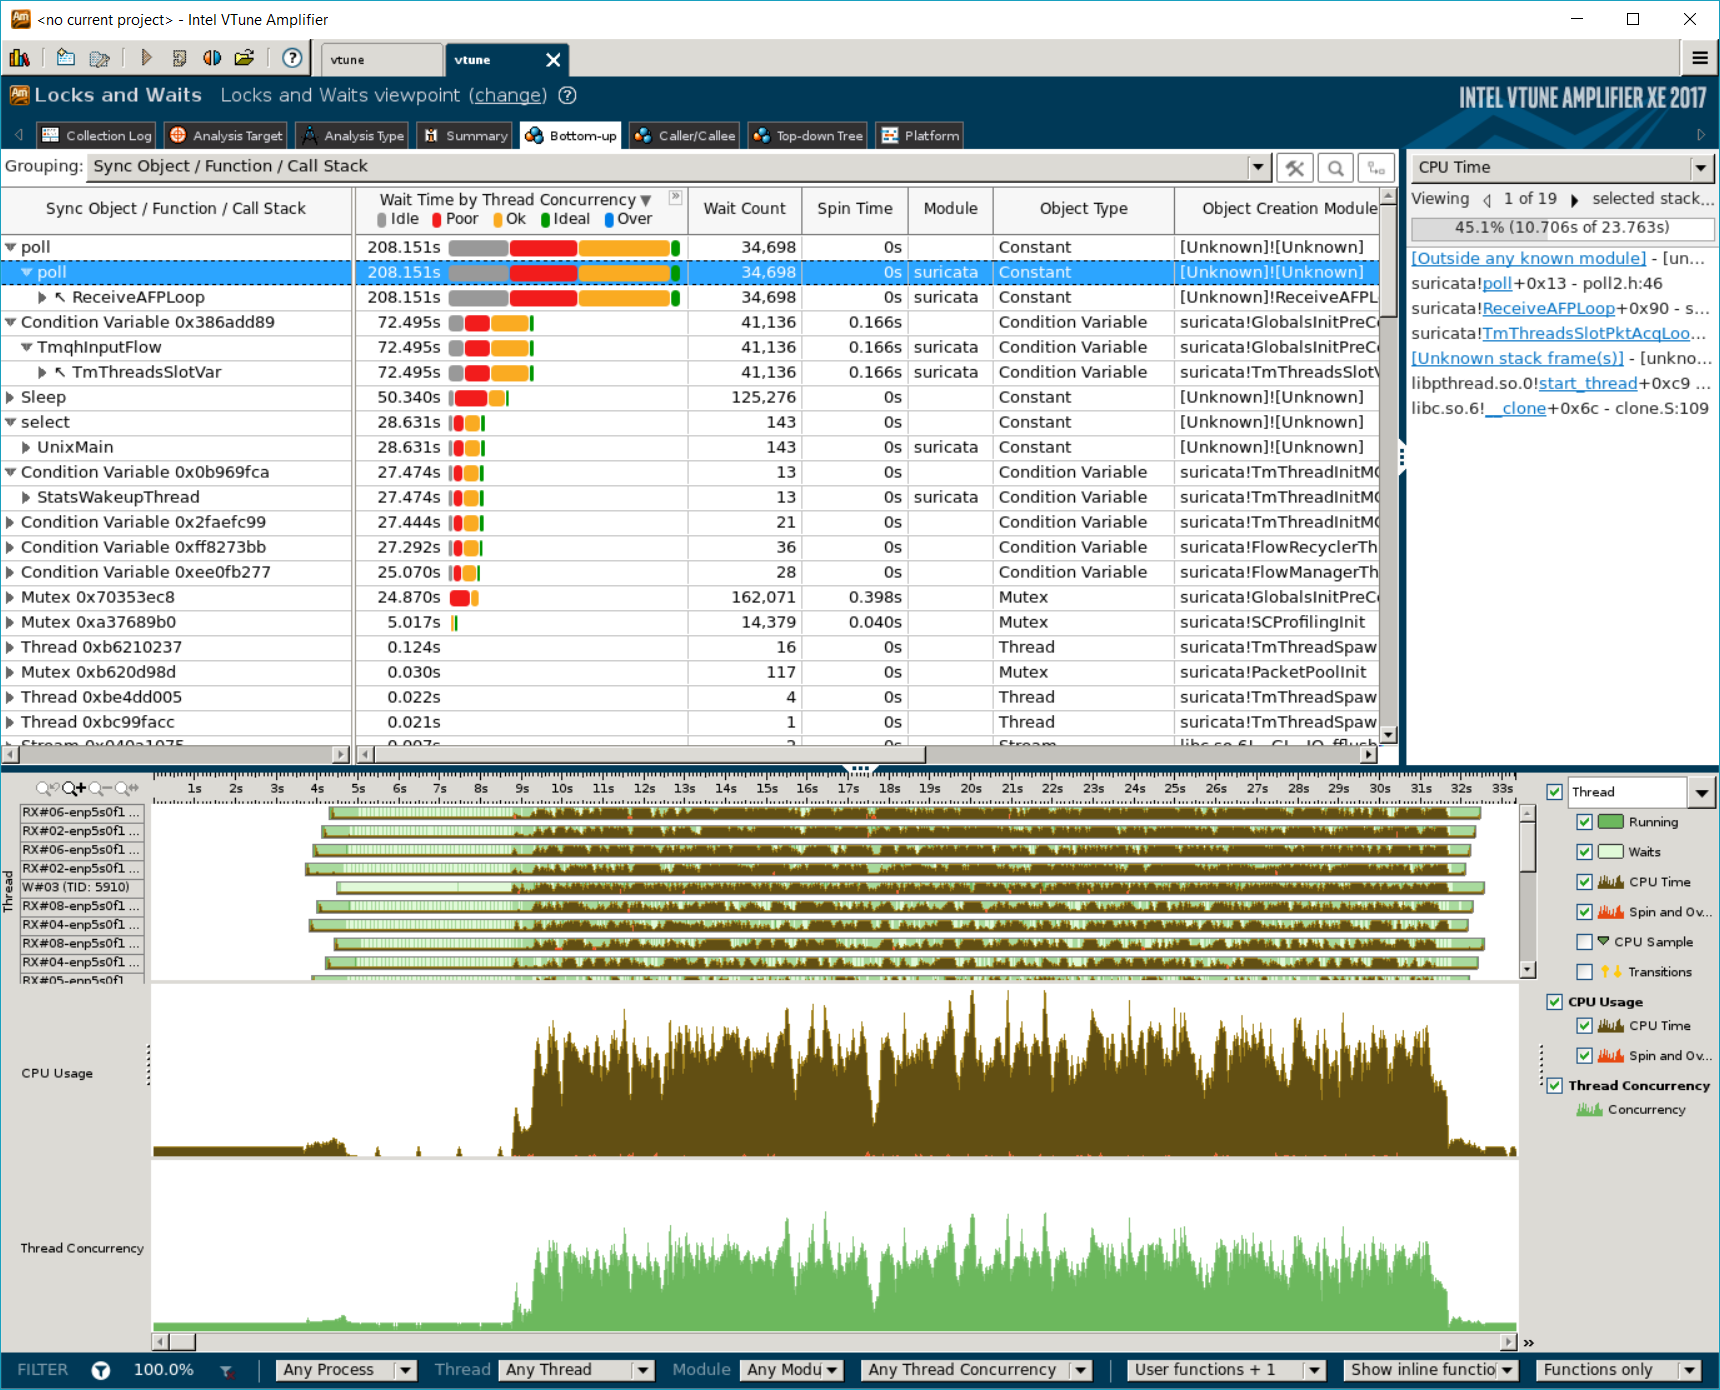 <no current project> - Intel VTune Amplifier
vtune
vtune
Locks and Waits Locks and Waits viewpoint (change)
INTEL VTUNE AMPLIFIER XE 2017
Collection Log Analysis Target Analysis Type Summary Bottom-up Caller/Callee Top-down Tree Platform
Grouping: Sync Object / Function / Call Stack
Sync Object / Function / Call Stack Wait Time by Thread Concurrency Wait Count Spin Time Module Object Type Object Creation Module
Idle Poor Ok Ideal Over
poll 208.151s 34,698 0s Constant [Unknown]![Unknown]
poll 208.151s 34,698 0s suricata Constant [Unknown]![Unknown]
ReceiveAFPLoop 208.151s 34,698 0s suricata Constant [Unknown]!ReceiveAFPL
Condition Variable 0x386add89 72.495s 41,136 0.166s Condition Variable suricata!GlobalsInitPreC
TmqhInputFlow 72.495s 41,136 0.166s suricata Condition Variable suricata!GlobalsInitPreC
TmThreadsSlotVar 72.495s 41,136 0.166s suricata Condition Variable suricata!TmThreadsSlotV
Sleep 50.340s 125,276 0s Constant [Unknown]![Unknown]
select 28.631s 143 0s Constant [Unknown]![Unknown]
UnixMain 28.631s 143 0s suricata Constant [Unknown]![Unknown]
Condition Variable 0x0b969fca 27.474s 13 0s Condition Variable suricata!TmThreadInitM
StatsWakeupThread 27.474s 13 0s suricata Condition Variable suricata!TmThreadInitM
Condition Variable 0x2faefc99 27.444s 21 0s Condition Variable suricata!TmThreadInitM
Condition Variable 0xff8273bb 27.292s 36 0s Condition Variable suricata!FlowRecyclerTh
Condition Variable 0xee0fb277 25.070s 28 0s Condition Variable suricata!FlowManagerTh
Mutex 0x70353ec8 24.870s 162,071 0.398s Mutex suricata!GlobalsInitPreC
Mutex 0xa37689b0 5.017s 14,379 0.040s Mutex suricata!SCProfilingInit
Thread 0xb6210237 0.124s 16 0s Thread suricata!TmThreadSpaw
Mutex 0xb620d98d 0.030s 117 0s Mutex suricata!PacketPoolInit
Thread 0xbe4dd005 0.022s 4 0s Thread suricata!TmThreadSpaw
Thread 0xbc99facc 0.021s 1 0s Thread suricata!TmThreadSpaw
CPU Time
Viewing 1 of 19 selected stack...
45.1% (10.706s of 23.763s)
[Outside any known module] - [un...
suricata!poll+0x13 - poll2.h:46
suricata!ReceiveAFPLoop+0x90 - s...
suricata!TmThreadsSlotPktAcqLoo...
[Unknown stack frame(s)] - [unkno...
libpthread.so.0!start_thread+0xc9 ...
libc.so.6!__clone+0x6c - clone.S:109
1s 2s 3s 4s 5s 6s 7s 8s 9s 10s 11s 12s 13s 14s 15s 16s 17s 18s 19s 20s 21s 22s 23s 24s 25s 26s 27s 28s 29s 30s 31s 32s 33s
Thread
RX#06-enp5s0f1 ...
RX#02-enp5s0f1 ...
RX#06-enp5s0f1 ...
RX#02-enp5s0f1 ...
W#03 (TID: 5910)
RX#08-enp5s0f1 ...
RX#04-enp5s0f1 ...
RX#08-enp5s0f1 ...
RX#04-enp5s0f1 ...
RX#05-enp5s0f1 ...
CPU Usage
Thread Concurrency
Thread
Running
Waits
CPU Time
Spin and Ov...
CPU Sample
Transitions
CPU Usage
CPU Time
Spin and Ov...
Thread Concurrency
Concurrency
FILTER 100.0% Any Process Thread Any Thread Module Any Modu Any Thread Concurrency User functions + 1 Show inline functio Functions only